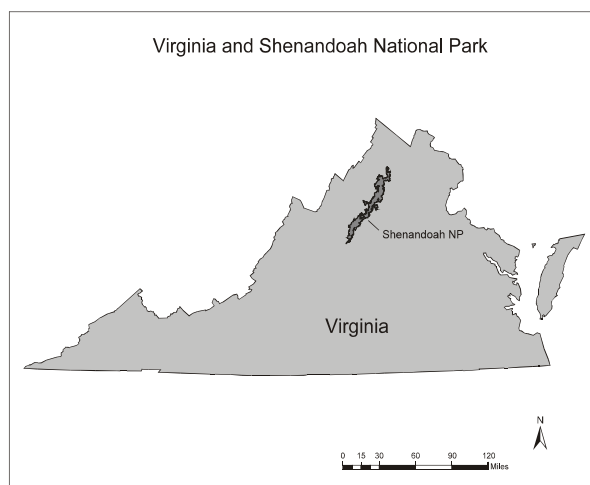 Virginia and Shenandoah National Park
Shenandoah NP
Virginia
N
0 15 30 60 90 120
Miles